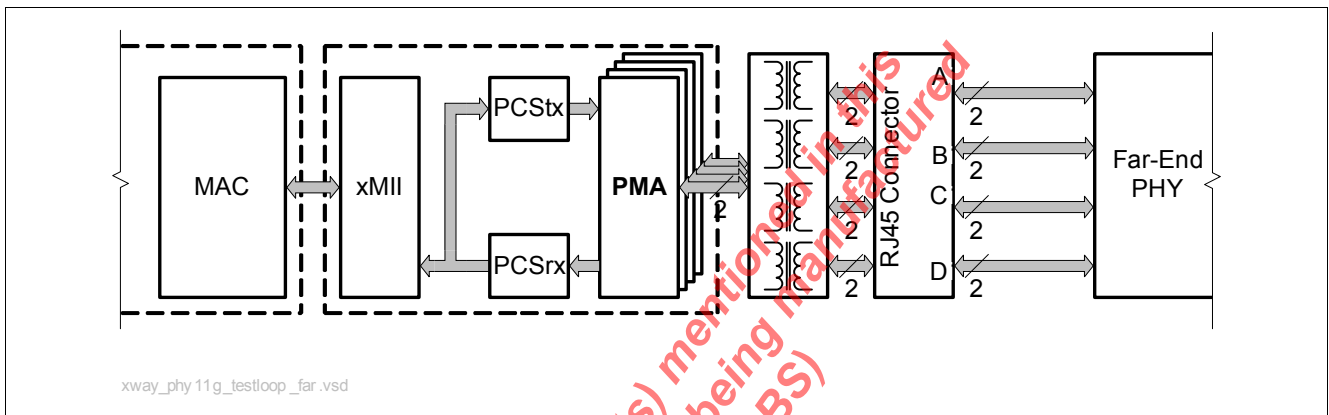 MAC
xMII
PCStx
PCSrx
PMA
2
2
2
2
2
RJ45 Connector
A
B
C
D
2
2
2
2
Far-End
PHY
xway_phy11g_testloop_far.vsd
s) mentioned in this
being manufactured
BS)